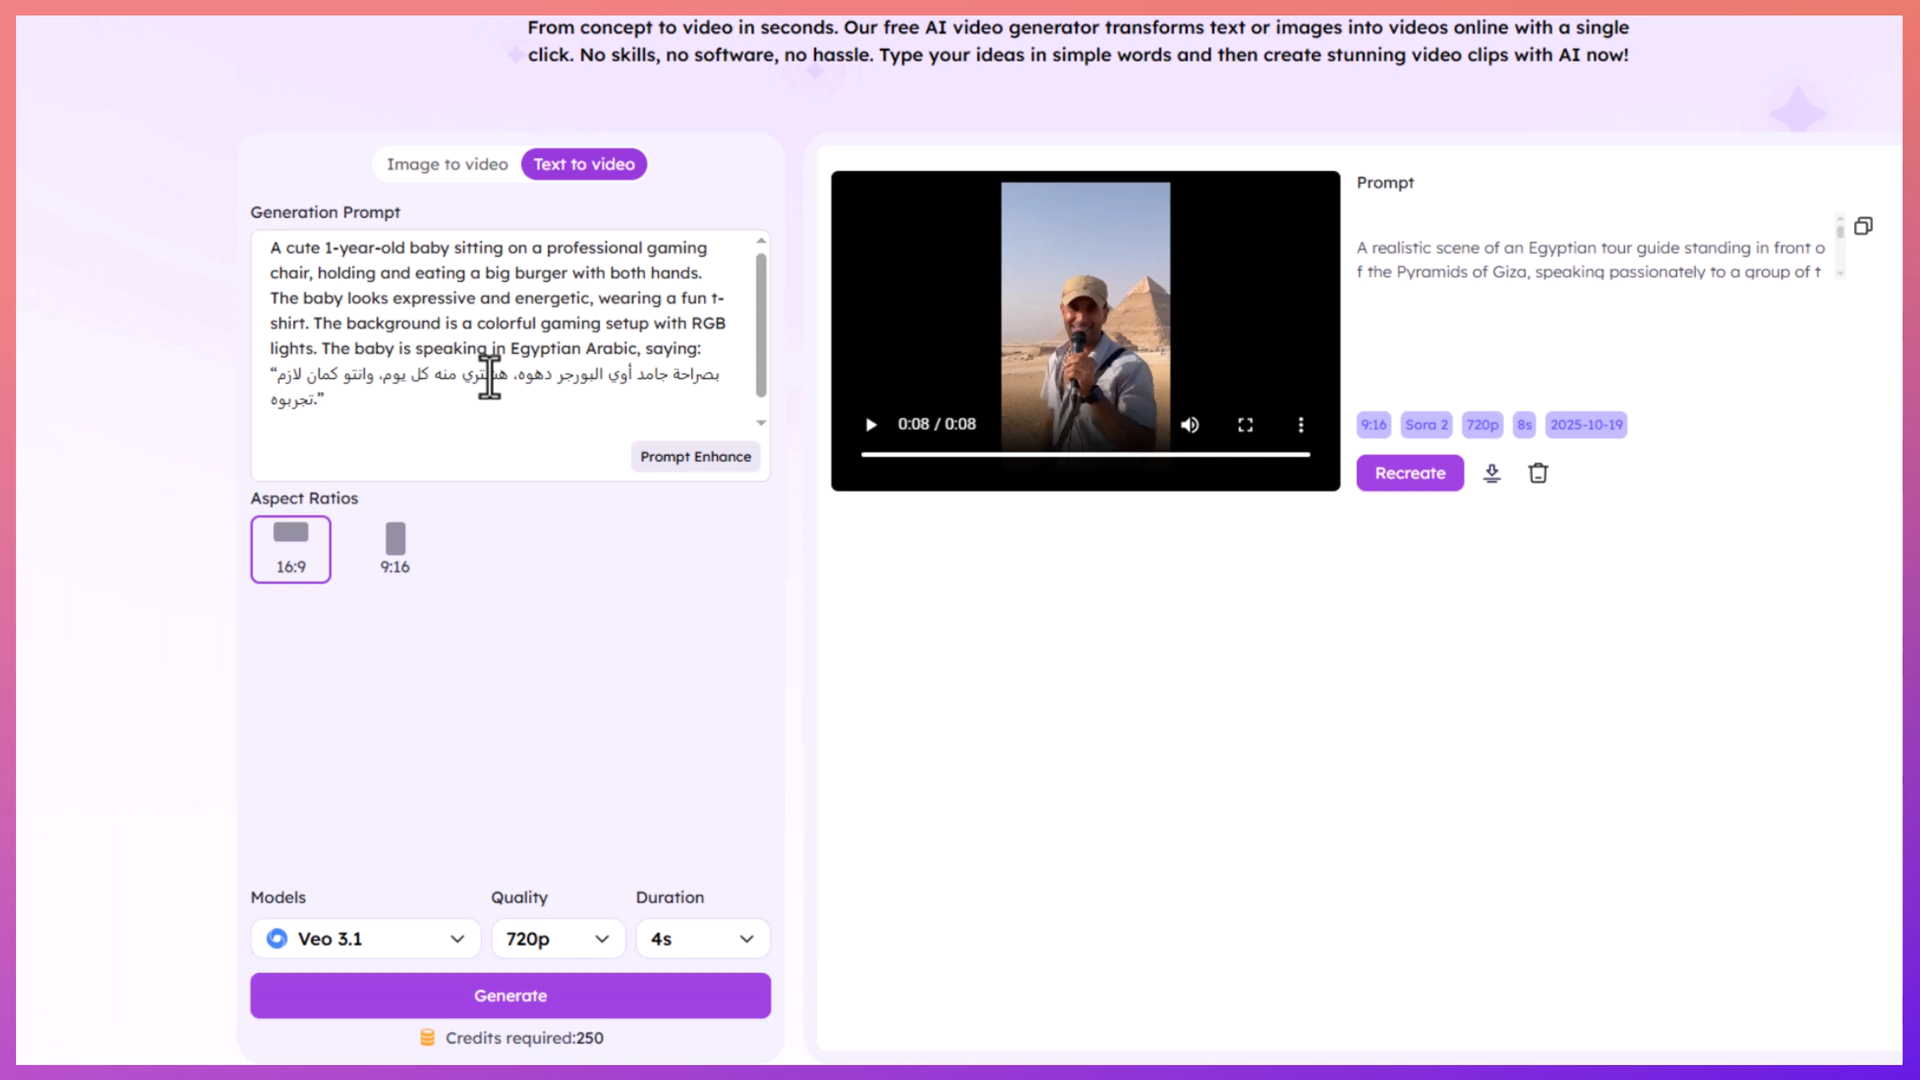 From concept to video in seconds. Our free AI video generator transforms text or images into videos online with a single
click. No skills, no software, no hassle. Type your ideas in simple words and then create stunning video clips with AI now!
Image to video
Text to video
Generation Prompt
A cute 1-year-old baby sitting on a professional gaming
chair, holding and eating a big burger with both hands.
The baby looks expressive and energetic, wearing a fun t-
shirt. The background is a colorful gaming setup with RGB
lights. The baby is speaking in Egyptian Arabic, saying:
“بصراحة جامد أوي البورجر دهوه، هشتري منه كل يوم، وانتو كمان لازم
تجربوه.”
Prompt Enhance
Aspect Ratios
16:9
9:16
Models
Quality
Duration
Veo 3.1
720p
4s
Generate
Credits required:250
0:08 / 0:08
Prompt
A realistic scene of an Egyptian tour guide standing in front o
f the Pyramids of Giza, speaking passionately to a group of t
9:16
Sora 2
720p
8s
2025-10-19
Recreate